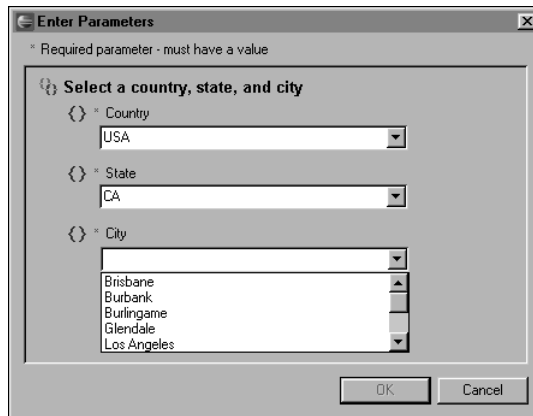 Enter Parameters
* Required parameter - must have a value
Select a country, state, and city
{} * Country
USA
{} * State
CA
{} * City
Brisbane
Burbank
Burlingame
Glendale
Los Angeles
OK Cancel